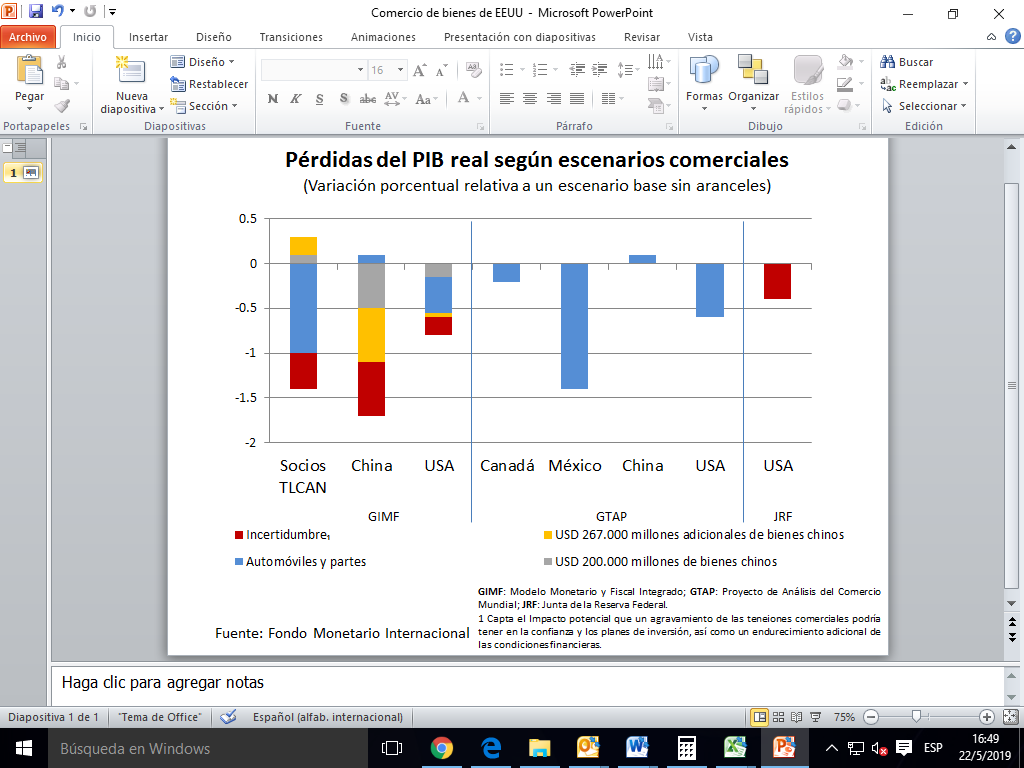 Comercio de bienes de EEUU - Microsoft PowerPoint
Archivo
Inicio
Insertar
Diseño
Transiciones
Animaciones
Presentación con diapositivas
Revisar
Vista
Pegar
Portapapeles
Nueva
diapositiva
Diseño
Restablecer
Sección
Diapositivas
16
N K S S abc AV Aa A
Fuente
Párrafo
Formas
Organizar
Estilos
rápidos
Dibujo
Buscar
Reemplazar
Seleccionar
Edición
1
Pérdidas del PIB real según escenarios comerciales
(Variación porcentual relativa a un escenario base sin aranceles)
0.5
0
-0.5
-1
-1.5
-2
Socios
TLCAN
China
USA
Canadá
México
China
USA
USA
GIMF
GTAP
JRF
Incertidumbre₁
USD 267.000 millones adicionales de bienes chinos
Automóviles y partes
USD 200.000 millones de bienes chinos
GIMF: Modelo Monetario y Fiscal Integrado; GTAP: Proyecto de Análisis del Comercio
Mundial; JRF: Junta de la Reserva Federal.
1 Capta el Impacto potencial que un agravamiento de las teneiones comerciales podría
tener en la confianza y los planes de inversión, así como un endurecimiento adicional de
las condiciones financieras.
Fuente: Fondo Monetario Internacional
Haga clic para agregar notas
Diapositiva 1 de 1
"Tema de Office"
Español (alfab. internacional)
75%
Búsqueda en Windows
ESP
16:49
22/5/2019